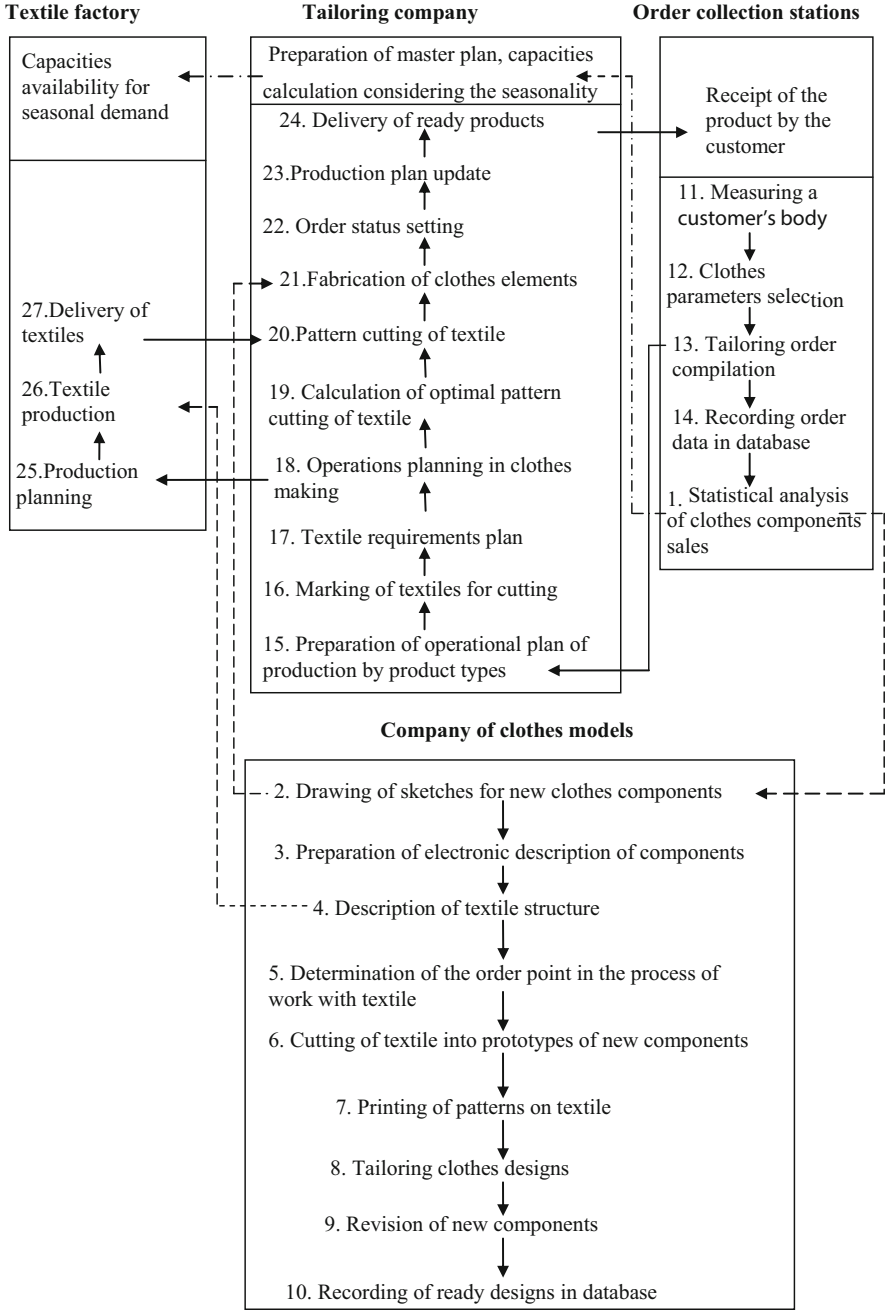 Textile factory
Tailoring company
Order collection stations
Capacities
availability for
seasonal demand
27.Delivery of
textiles
26.Textile
production
25.Production
planning
Preparation of master plan, capacities
calculation considering the seasonality
24. Delivery of ready products
23.Production plan update
22. Order status setting
21.Fabrication of clothes elements
20.Pattern cutting of textile
19. Calculation of optimal pattern
cutting of textile
18. Operations planning in clothes
making
17. Textile requirements plan
16. Marking of textiles for cutting
15. Preparation of operational plan of
production by product types
Receipt of the
product by the
customer
11. Measuring a
customer's body
12. Clothes
parameters selection
13. Tailoring order
compilation
14. Recording order
data in database
1. Statistical analysis
of clothes components
sales
Company of clothes models
2. Drawing of sketches for new clothes components
3. Preparation of electronic description of components
4. Description of textile structure
5. Determination of the order point in the process of
work with textile
6. Cutting of textile into prototypes of new components
7. Printing of patterns on textile
8. Tailoring clothes designs
9. Revision of new components
10. Recording of ready designs in database